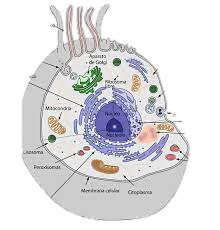 Aparato
de Golgi
Ribosoma
Mitocondria
Núcleo
Nucléolo
Lisosoma
Peroxisomas
Membrana celular
Citoplasma